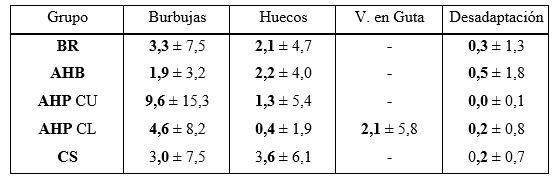 Grupo Burbujas Huecos V. en Guta Desadaptación
BR 3,3 ± 7,5 2,1 ± 4,7 - 0,3 ± 1,3
AHB 1,9 ± 3,2 2,2 ± 4,0 - 0,5 ± 1,8
AHP CU 9,6 ± 15,3 1,3 ± 5,4 - 0,0 ± 0,1
AHP CL 4,6 ± 8,2 0,4 ± 1,9 2,1 ± 5,8 0,2 ± 0,8
CS 3,0 ± 7,5 3,6 ± 6,1 - 0,2 ± 0,7